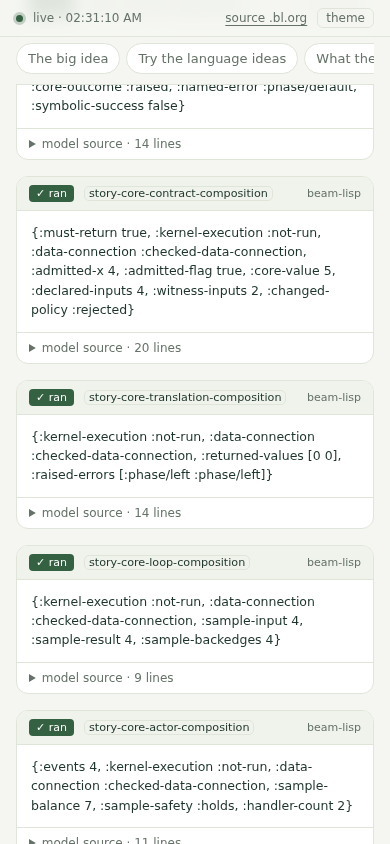 live · 02:31:10 AM
source .bl.org
theme
The big idea
Try the language ideas
What the
:core-outcome :raised, :named-error :phase/default,
:symbolic-success false}
▶ model source · 14 lines
✓ ran story-core-contract-composition beam-lisp
{:must-return true, :kernel-execution :not-run,
:data-connection :checked-data-connection,
:admitted-x 4, :admitted-flag true, :core-value 5,
:declared-inputs 4, :witness-inputs 2, :changed-
policy :rejected}
▶ model source · 20 lines
✓ ran story-core-translation-composition beam-lisp
{:kernel-execution :not-run, :data-connection
:checked-data-connection, :returned-values [0 0],
:raised-errors [:phase/left :phase/left]}
▶ model source · 14 lines
✓ ran story-core-loop-composition beam-lisp
{:kernel-execution :not-run, :data-connection
:checked-data-connection, :sample-input 4,
:sample-result 4, :sample-backedges 4}
▶ model source · 9 lines
✓ ran story-core-actor-composition beam-lisp
{:events 4, :kernel-execution :not-run, :data-
connection :checked-data-connection, :sample-
balance 7, :sample-safety :holds, :handler-count 2}
▶ model source · 11 lines